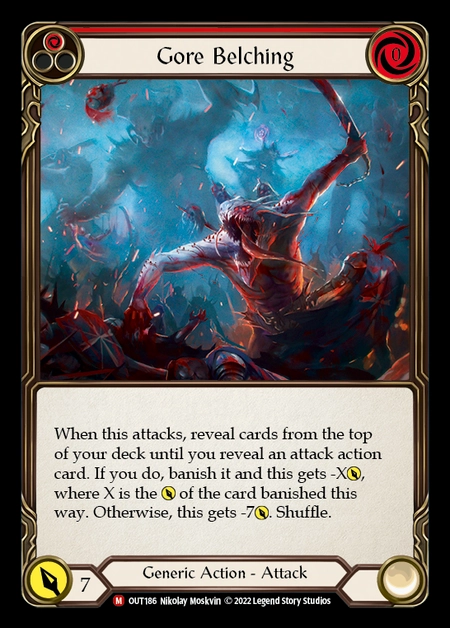 0
Gore Belching
When this attacks, reveal cards from the top
of your deck until you reveal an attack action
card. If you do, banish it and this gets -X,
where X is the of the card banished this
way. Otherwise, this gets -7. Shuffle.
7
Generic Action - Attack
M OUT186 Nikolay Moskvin © 2022 Legend Story Studios